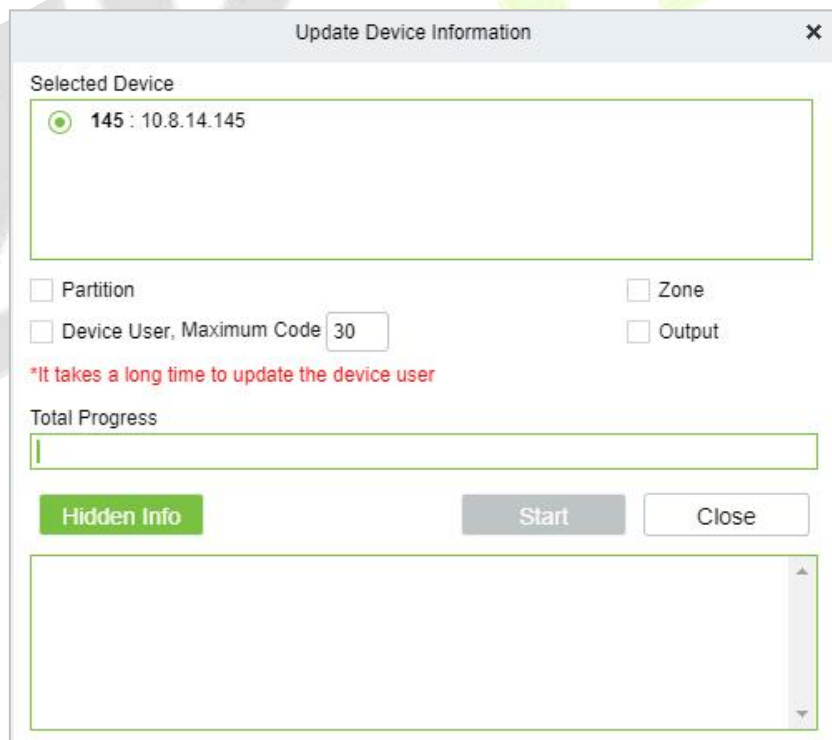 Update Device Information ×
Selected Device
145 : 10.8.14.145
Partition Zone
Device User, Maximum Code 30 Output
*It takes a long time to update the device user
Total Progress
Hidden Info Start Close